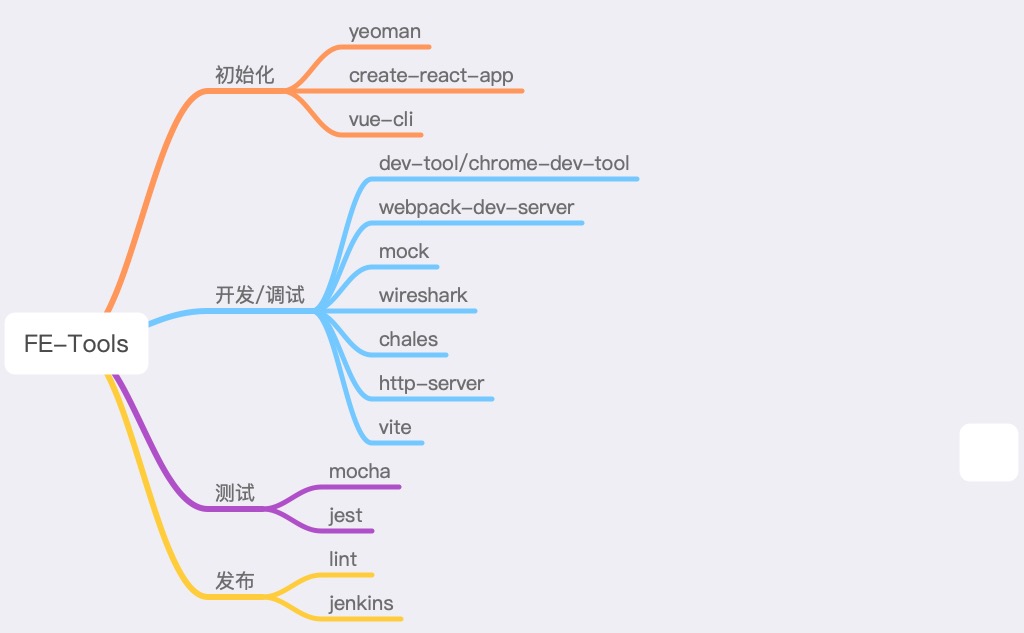 FE-Tools
初始化
yeoman
create-react-app
vue-cli
开发/调试
dev-tool/chrome-dev-tool
webpack-dev-server
mock
wireshark
chales
http-server
vite
测试
mocha
jest
发布
lint
jenkins